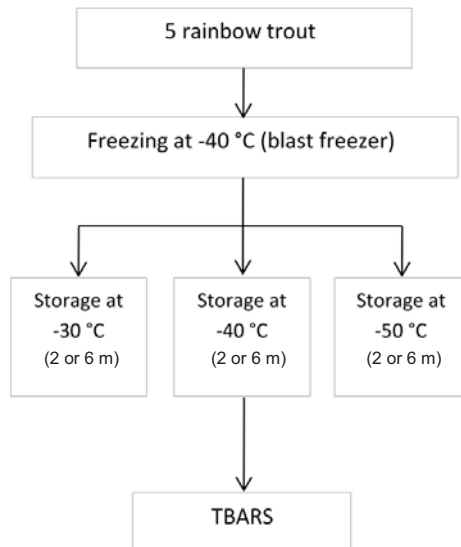 5 rainbow trout
Freezing at -40 °C (blast freezer)
Storage at
-30 °C
(2 or 6 m)
Storage at
-40 °C
(2 or 6 m)
Storage at
-50 °C
(2 or 6 m)
TBARS